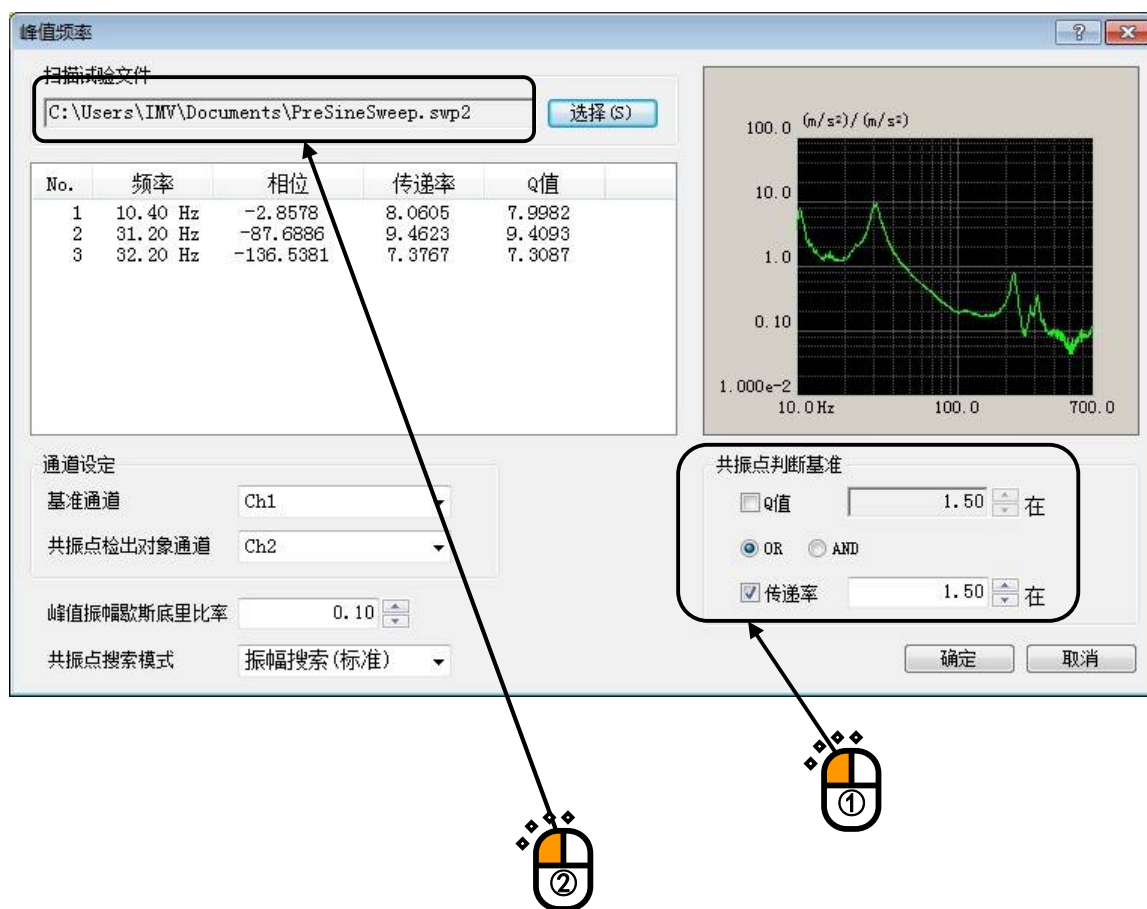 峰值频率
扫描试验文件
C:\Users\IMV\Documents\PreSineSweep.swp2
选择(S)
No. 频率 相位 传递率 Q值
1 10.40 Hz -2.8578 8.0605 7.9982
2 31.20 Hz -87.6886 9.4623 9.4093
3 32.20 Hz -136.5381 7.3767 7.3087
(m/s²)/(m/s²)
100.0
10.0
1.0
0.10
1.000e-2
10.0Hz 100.0 700.0
通道设定
基准通道 Ch1
共振点检出对象通道 Ch2
峰值振幅歇斯底里比率 0.10
共振点搜索模式 振幅搜索(标准)
共振点判断基准
Q值 1.50 在
OR AND
传递率 1.50 在
确定 取消
①
②